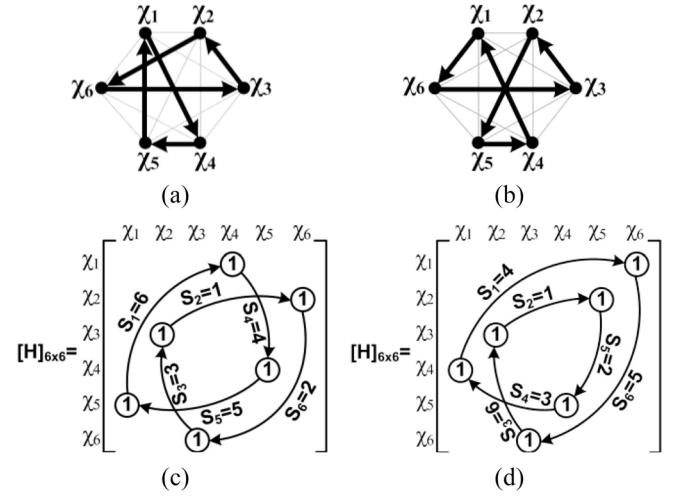 χ1 χ2
χ6 χ3
χ5 χ4
(a)
χ1 χ2
χ6 χ3
χ5 χ4
(b)
χ1 χ2 χ3 χ4 χ5 χ6
χ1 1
χ2 1
χ3 1
[H]6x6=
χ4 1
χ5 1
χ6 1
S1=6
S2=1
S4=4
S3=3
S5=5
S6=2
(c)
χ1 χ2 χ3 χ4 χ5 χ6
χ1 1
χ2 1
χ3 1
[H]6x6=
χ4 1
χ5 1
χ6 1
S1=4
S2=1
S5=2
S4=3
S3=6
S6=5
(d)